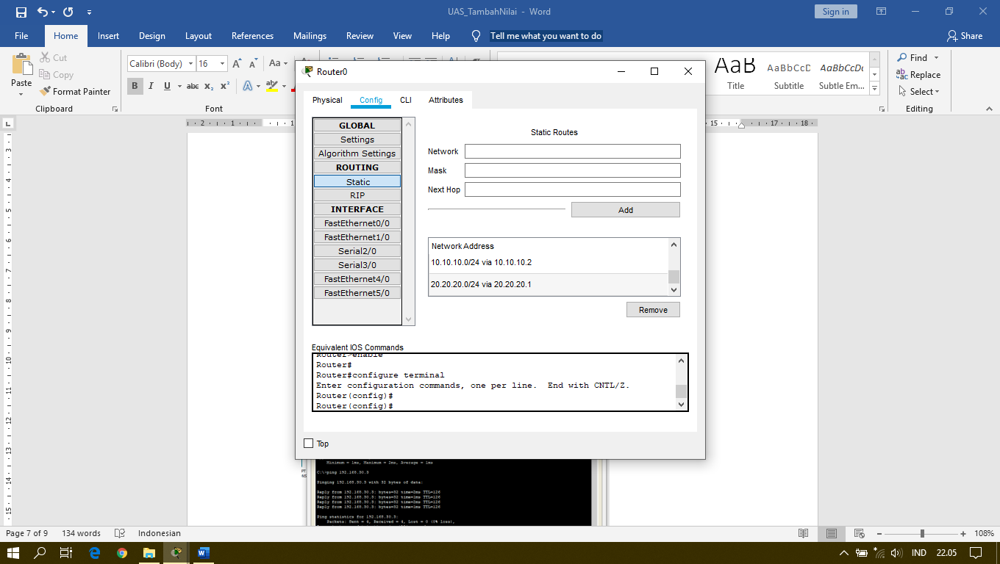 UAS_TambahNilai - Word
Sign in
File Home Insert Design Layout References Mailings Review View Help Tell me what you want to do Share
Paste
Cut
Copy
Format Painter
Clipboard
Calibri (Body) 16
B I U abc x₂ x²
Font
AaB
Title
AaBbCcD
Subtitle
AaBbCcDc
Subtle Em...
Find
Replace
Select
Editing
Router0
Physical Config CLI Attributes
GLOBAL
Settings
Algorithm Settings
ROUTING
Static
RIP
INTERFACE
FastEthernet0/0
FastEthernet1/0
Serial2/0
Serial3/0
FastEthernet4/0
FastEthernet5/0
Static Routes
Network
Mask
Next Hop
Add
Network Address
10.10.10.0/24 via 10.10.10.2
20.20.20.0/24 via 20.20.20.1
Remove
Equivalent IOS Commands
Router>enable
Router#
Router#configure terminal
Enter configuration commands, one per line. End with CNTL/Z.
Router(config)#
Router(config)#
Top
Minimum = 1ms, Maximum = 2ms, Average = 1ms
C:\>ping 192.168.30.3
Pinging 192.168.30.3 with 32 bytes of data:
Reply from 192.168.30.3: bytes=32 time=2ms TTL=126
Reply from 192.168.30.3: bytes=32 time=1ms TTL=126
Reply from 192.168.30.3: bytes=32 time=2ms TTL=126
Reply from 192.168.30.3: bytes=32 time=1ms TTL=126
Ping statistics for 192.168.30.3:
Packets: Sent = 4, Received = 4, Lost = 0 (0% loss),
Page 7 of 9 134 words Indonesian 108%
IND 22.05